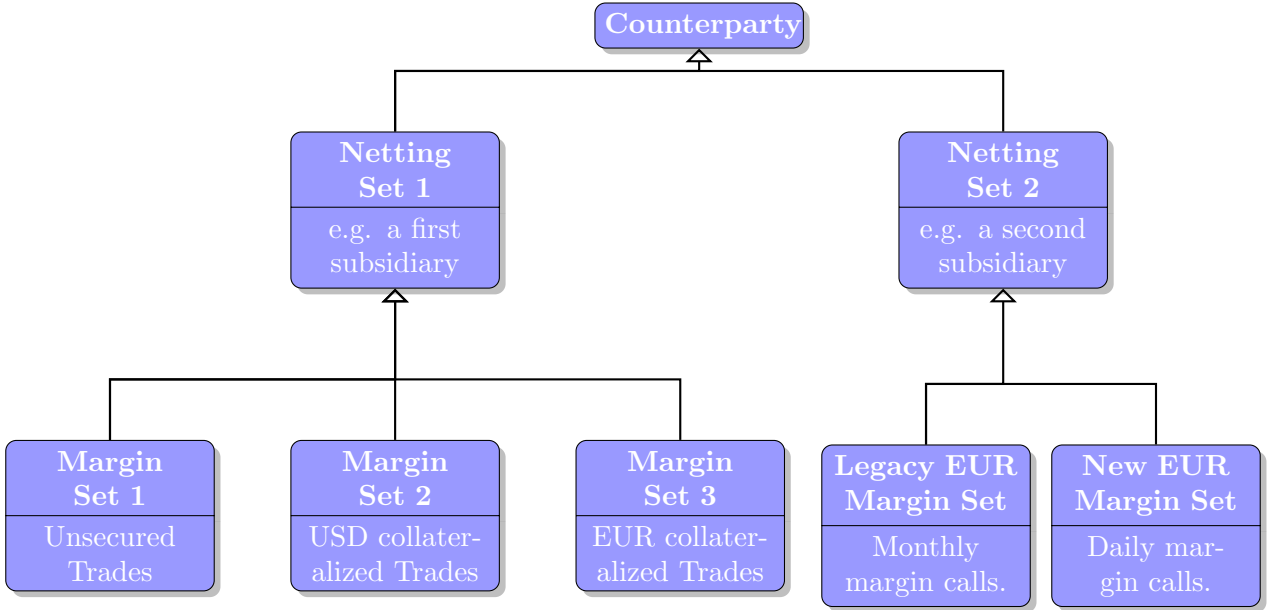 Counterparty
Netting
Set 1
e.g. a first
subsidiary
Netting
Set 2
e.g. a second
subsidiary
Margin
Set 1
Unsecured
Trades
Margin
Set 2
USD collater-
alized Trades
Margin
Set 3
EUR collater-
alized Trades
Legacy EUR
Margin Set
Monthly
margin calls.
New EUR
Margin Set
Daily mar-
gin calls.